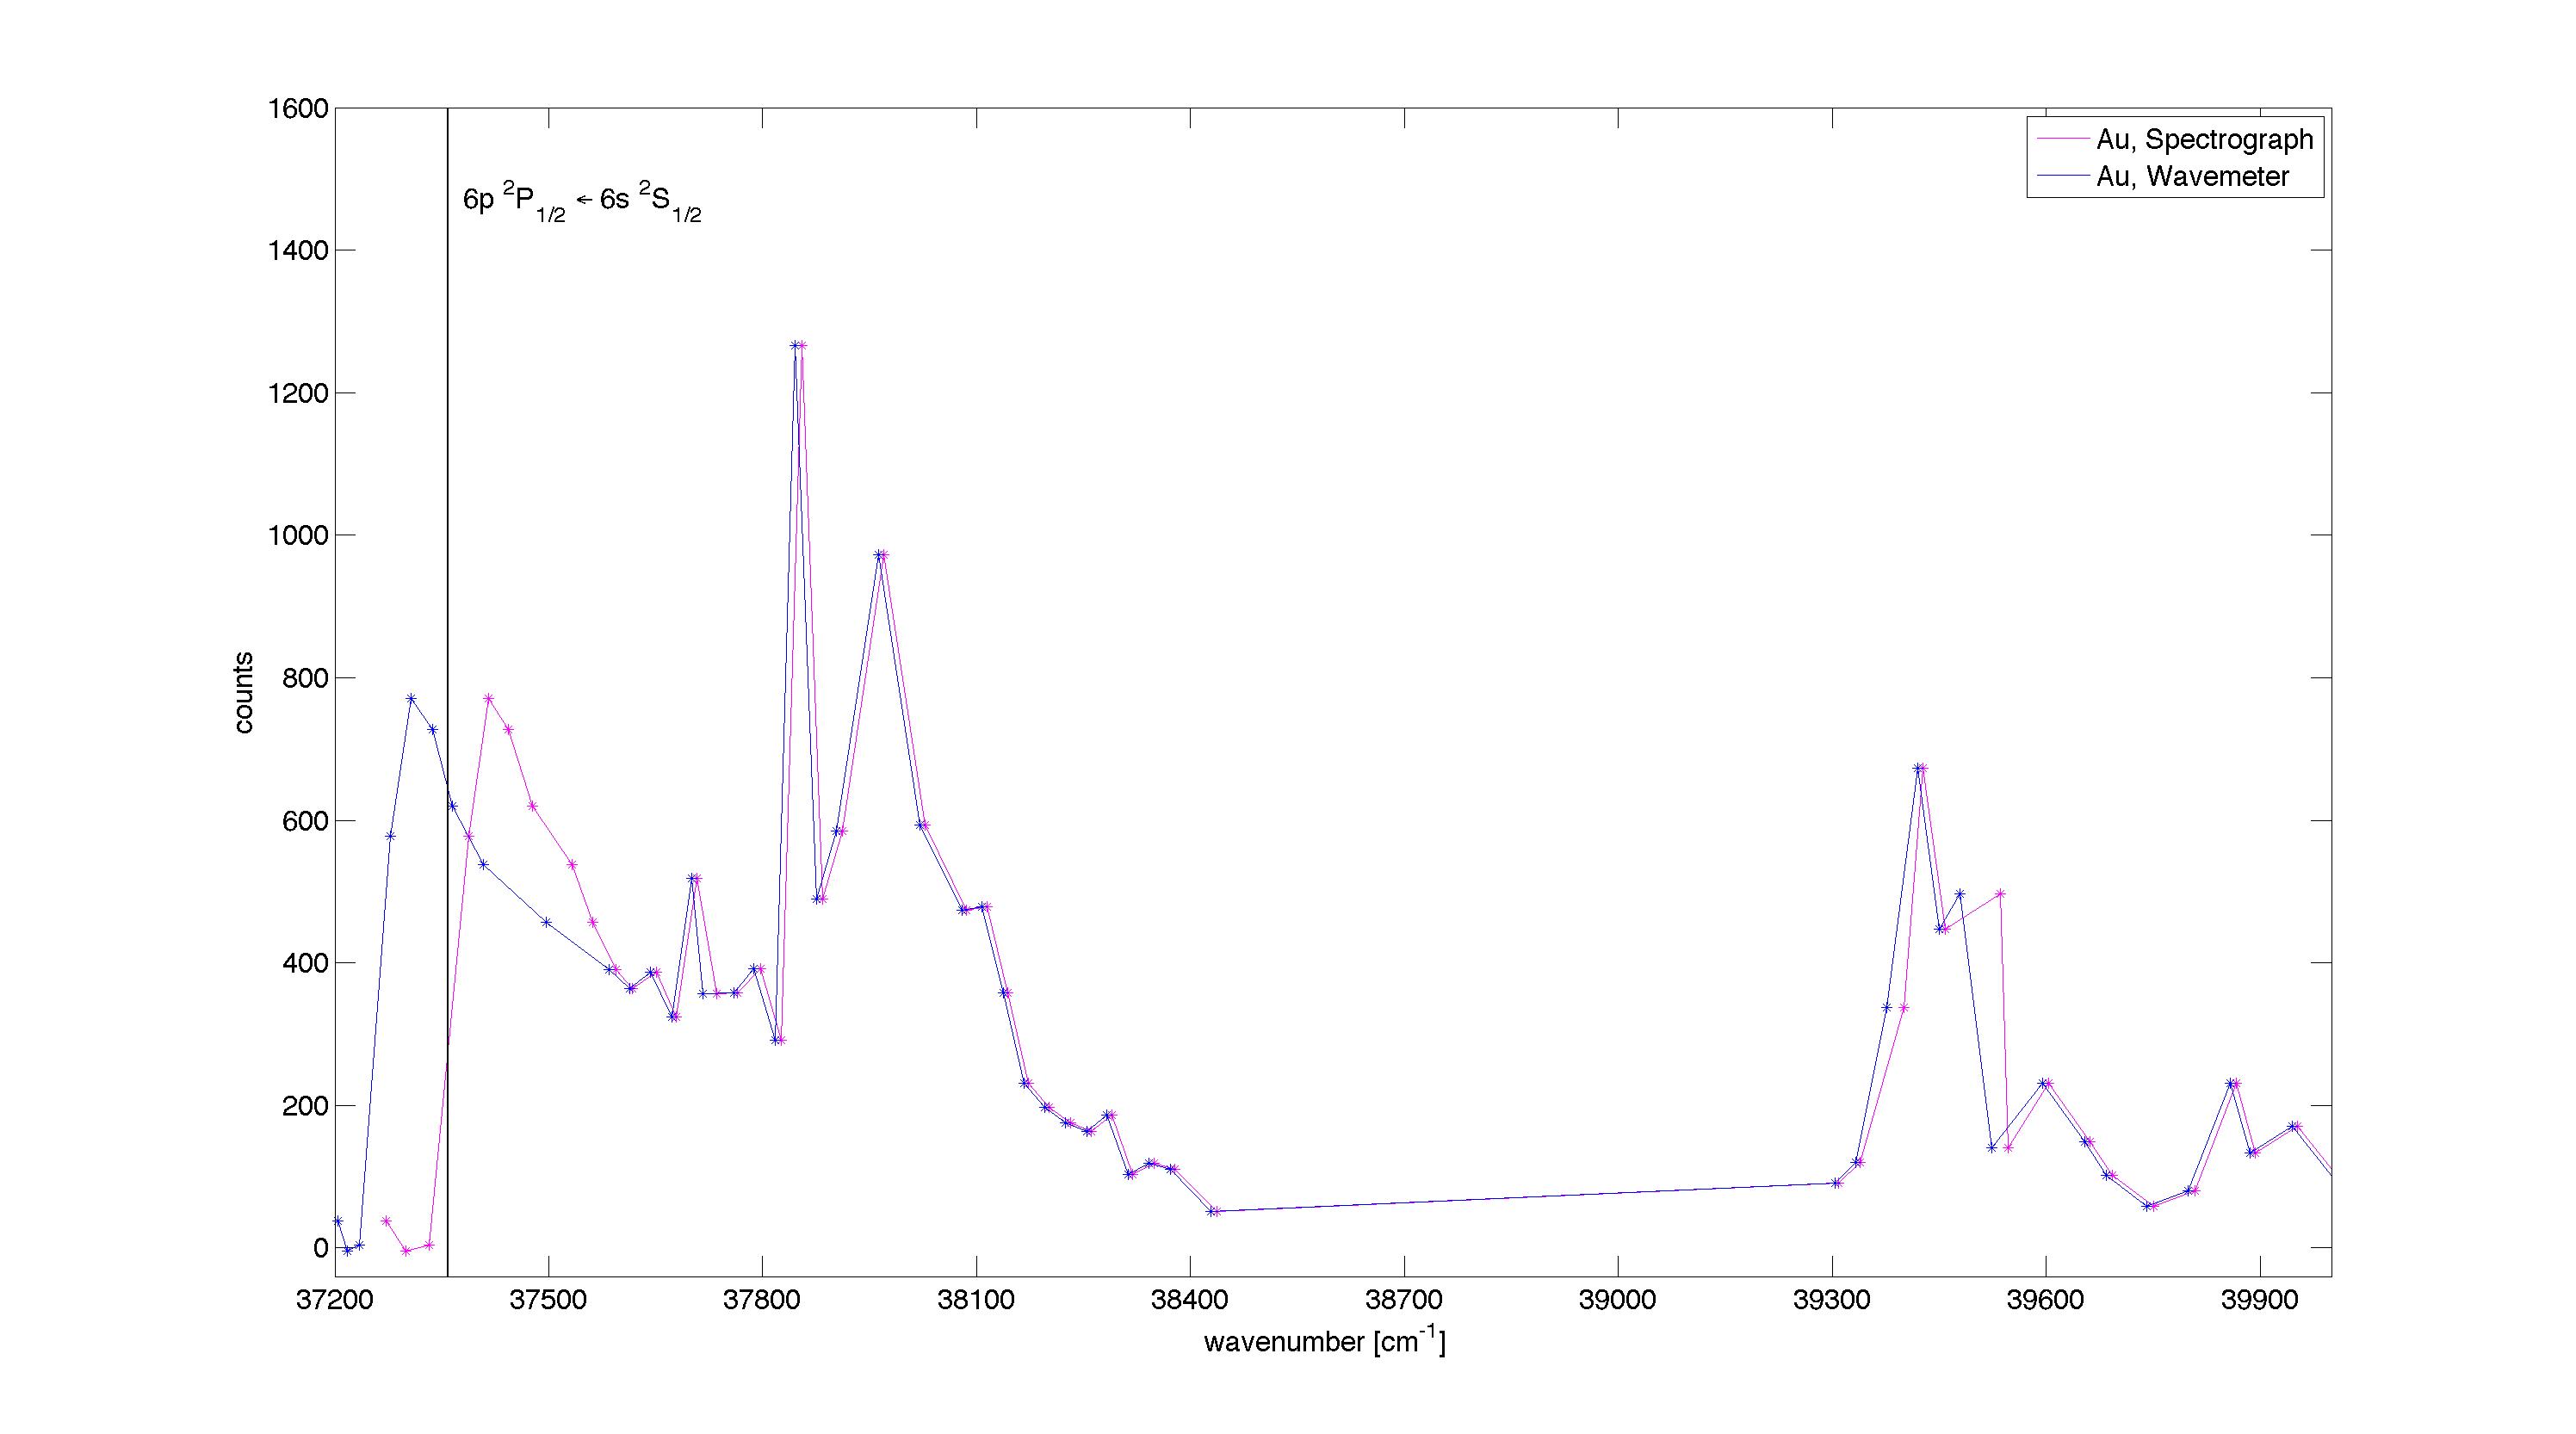 1600
1400
1200
1000
800
600
400
200
0
counts
6p ²P₁/₂ ← 6s ²S₁/₂
Au, Spectrograph
Au, Wavemeter
37200 37500 37800 38100 38400 38700 39000 39300 39600 39900
wavenumber [cm⁻¹]